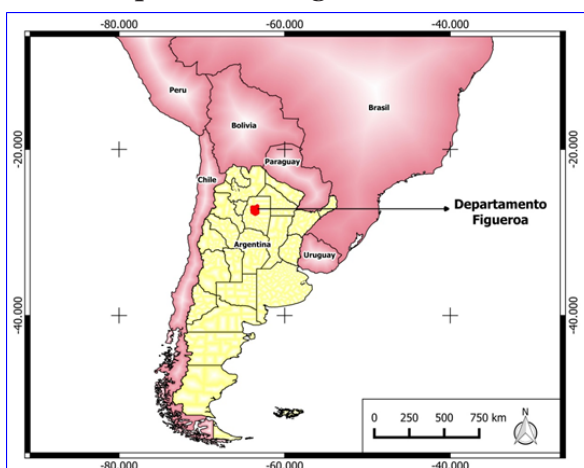 -80.000 -60.000 -40.000
Peru
Brasil
Bolivia
-20.000 -20.000
Paraguay
Chile
Departamento
Figueroa
Argentina
Uruguay
-40.000 -40.000
N
0 250 500 750 km
-80.000 -60.000 -40.000